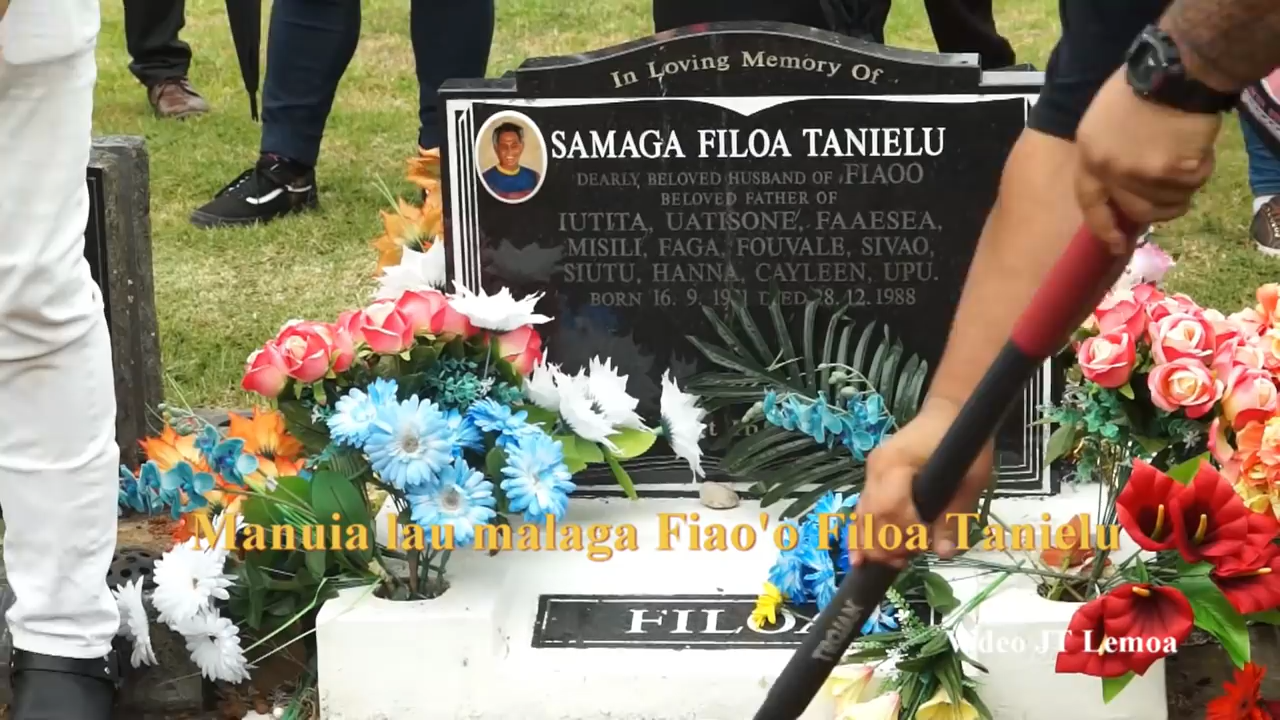 In Loving Memory Of
SAMAGA FILOA TANIELU
DEARLY BELOVED HUSBAND OF FIAOO
BELOVED FATHER OF
IUTITA, UATISONE, FAAESEA,
MISILI, FAGA, FOUVALE, SIVAO,
SIUTU, HANNA, CAYLEEN, UPU.
BORN 16. 9. DIED 28. 12. 1988
Manuia lau malaga Fiao'o Filoa Tanielu
FILOA
TROJAN
Video JT Lemoa